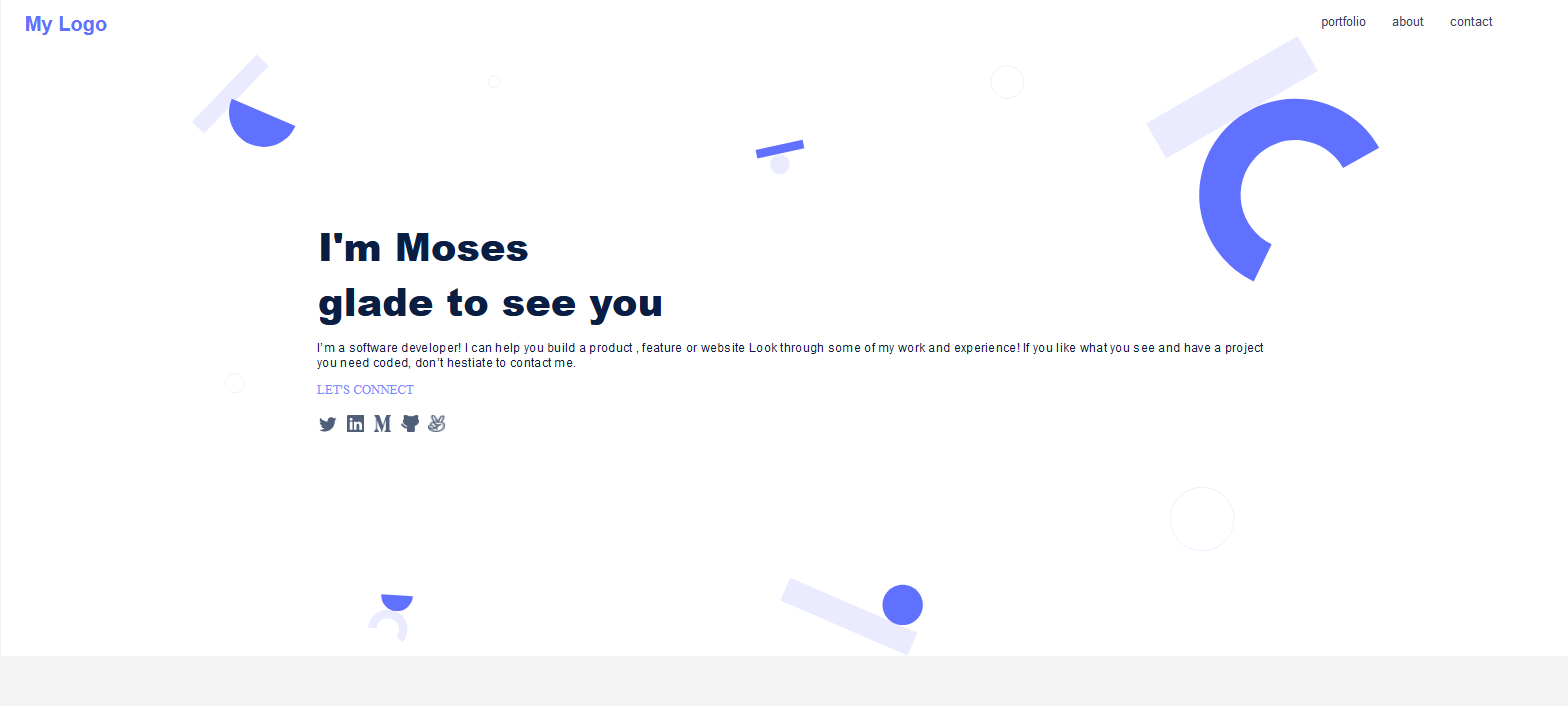 My Logo
portfolio about contact
I'm Moses
glade to see you
I’m a software developer! I can help you build a product , feature or website Look through some of my work and experience! If you like what you see and have a project
you need coded, don’t hestiate to contact me.
LET'S CONNECT